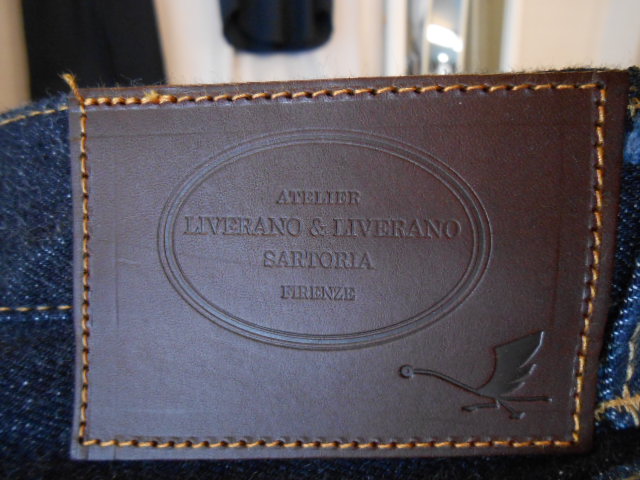 ATELIER
LIVERANO & LIVERANO
SARTORIA
FIRENZE